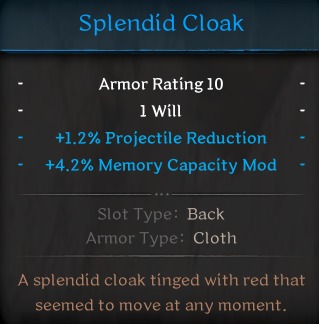 Splendid Cloak
- Armor Rating 10 -
- 1 Will -
- +1.2% Projectile Reduction -
- +4.2% Memory Capacity Mod -
Slot Type: Back
Armor Type: Cloth
A splendid cloak tinged with red that
seemed to move at any moment.